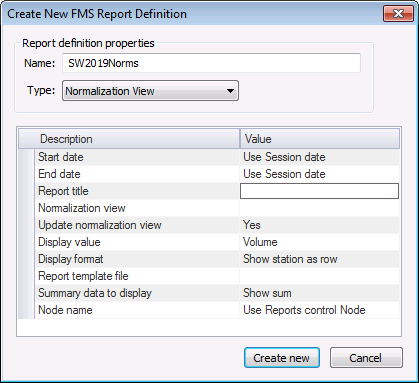 Create New FMS Report Definition
Report definition properties
Name: SW2019Norms
Type: Normalization View
Description Value
Start date Use Session date
End date Use Session date
Report title
Normalization view
Update normalization view Yes
Display value Volume
Display format Show station as row
Report template file
Summary data to display Show sum
Node name Use Reports control Node
Create new Cancel